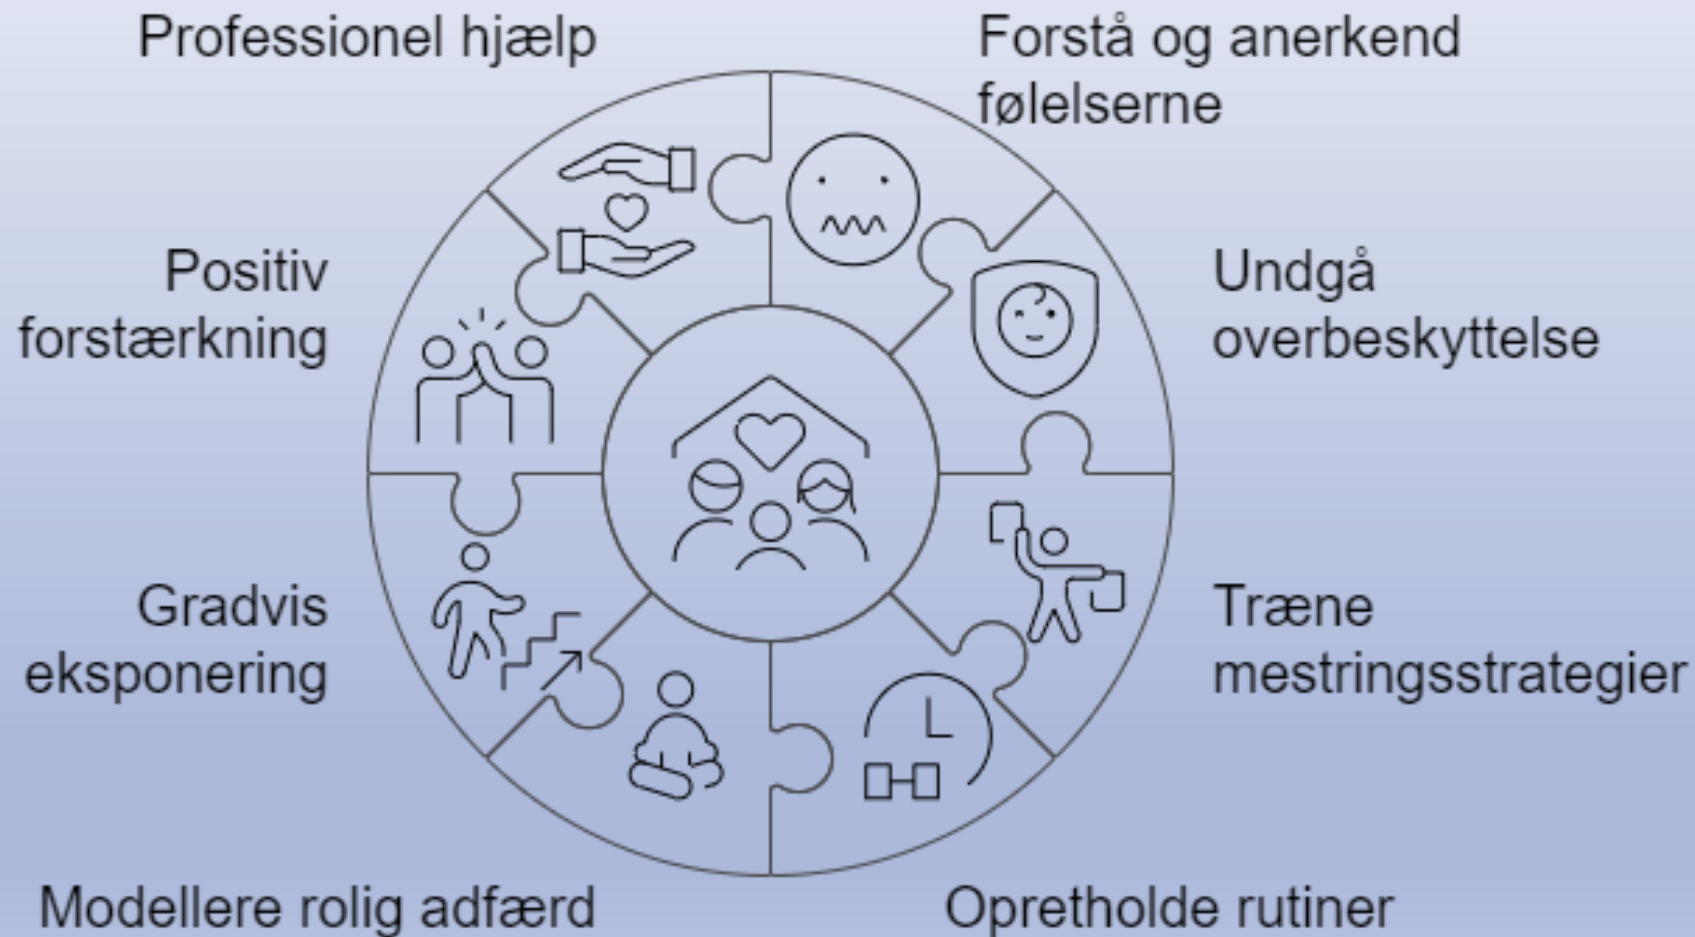 Professionel hjælp
Forstå og anerkend
følelserne
Positiv
forstærkning
Undgå
overbeskyttelse
Gradvis
eksponering
Træne
mestringsstrategier
Modellere rolig adfærd
Opretholde rutiner